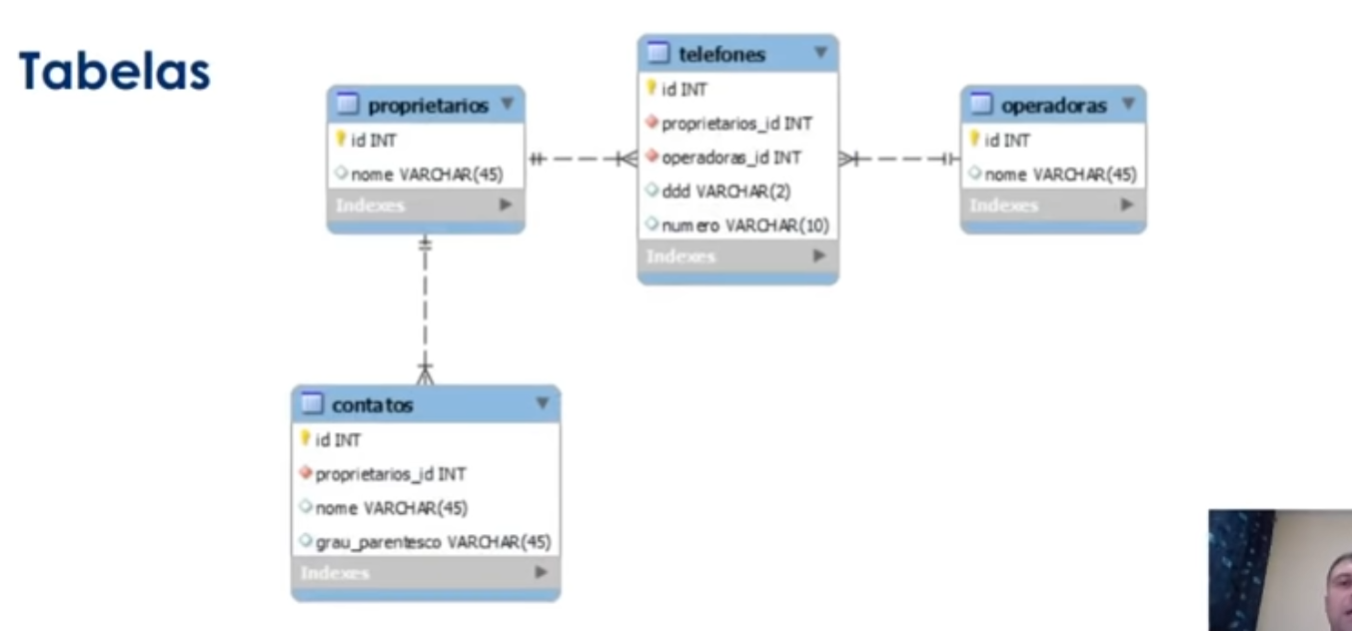 Tabelas
proprietarios
id INT
nome VARCHAR(45)
Indexes
telefones
id INT
proprietarios_id INT
operadoras_id INT
ddd VARCHAR(2)
numero VARCHAR(10)
Indexes
operadoras
id INT
nome VARCHAR(45)
Indexes
contatos
id INT
proprietarios_id INT
nome VARCHAR(45)
grau_parentesco VARCHAR(45)
Indexes